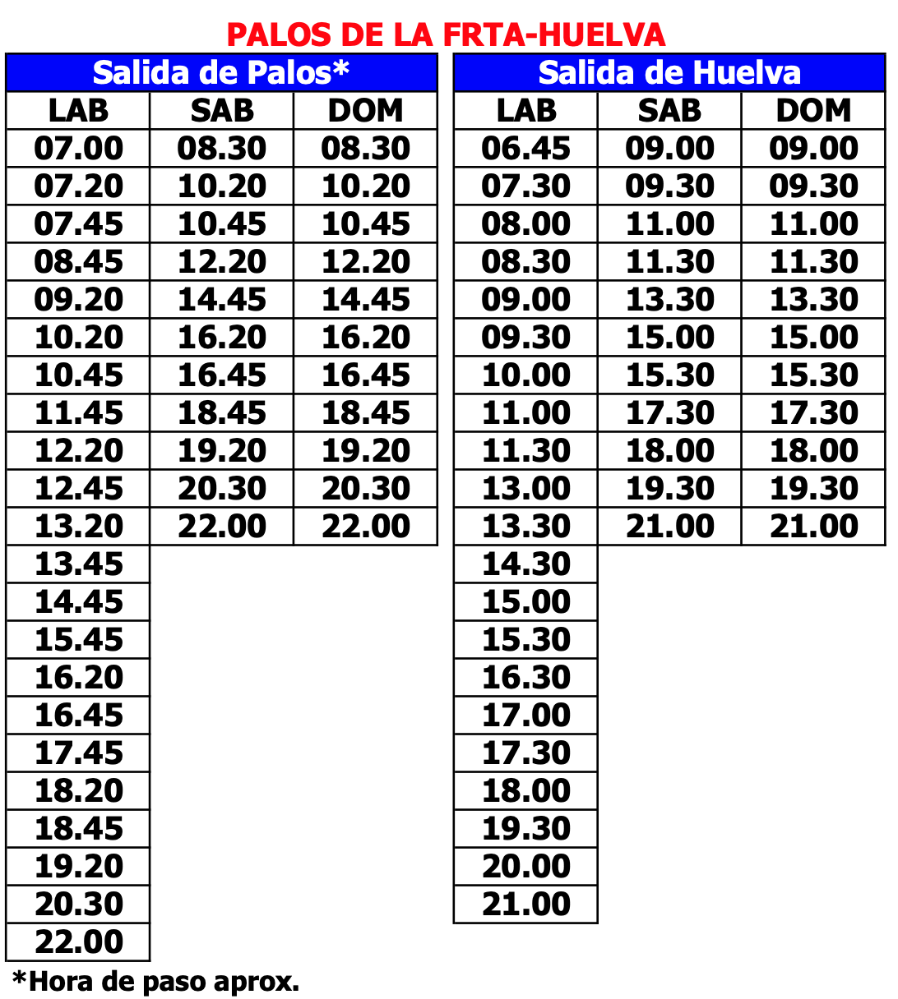 PALOS DE LA FRTA-HUELVA
Salida de Palos* Salida de Huelva
LAB SAB DOM LAB SAB DOM
07.00 08.30 08.30 06.45 09.00 09.00
07.20 10.20 10.20 07.30 09.30 09.30
07.45 10.45 10.45 08.00 11.00 11.00
08.45 12.20 12.20 08.30 11.30 11.30
09.20 14.45 14.45 09.00 13.30 13.30
10.20 16.20 16.20 09.30 15.00 15.00
10.45 16.45 16.45 10.00 15.30 15.30
11.45 18.45 18.45 11.00 17.30 17.30
12.20 19.20 19.20 11.30 18.00 18.00
12.45 20.30 20.30 13.00 19.30 19.30
13.20 22.00 22.00 13.30 21.00 21.00
13.45 14.30
14.45 15.00
15.45 15.30
16.20 16.30
16.45 17.00
17.45 17.30
18.20 18.00
18.45 19.30
19.20 20.00
20.30 21.00
22.00
*Hora de paso aprox.